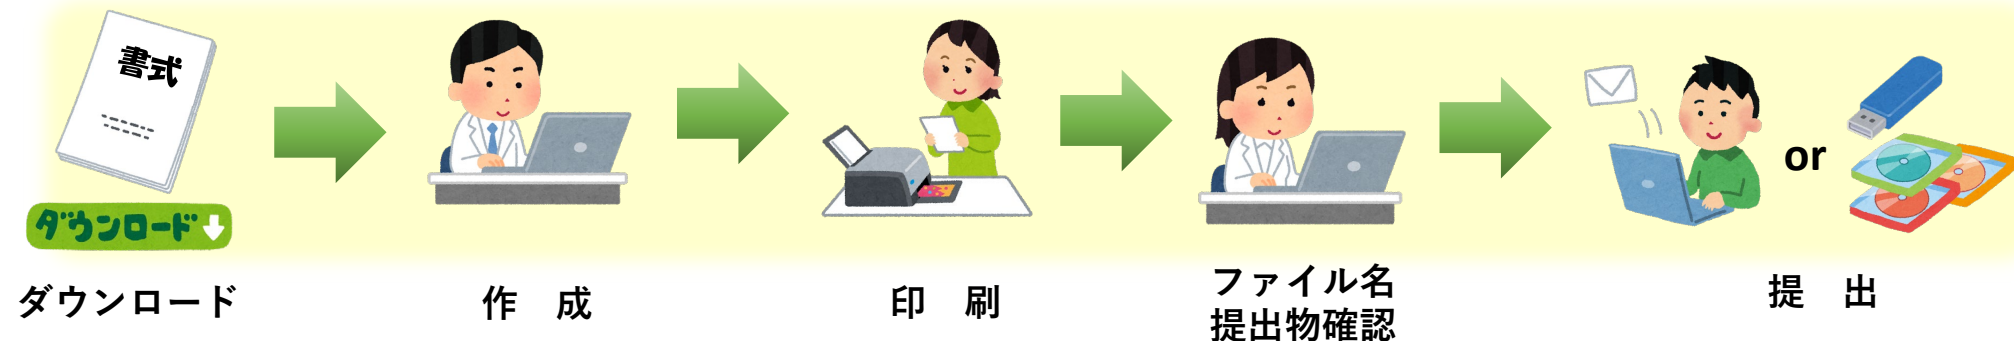 書式
ダウンロード
or
ダウンロード
作　成
印　刷
ファイル名
提出物確認
提　出